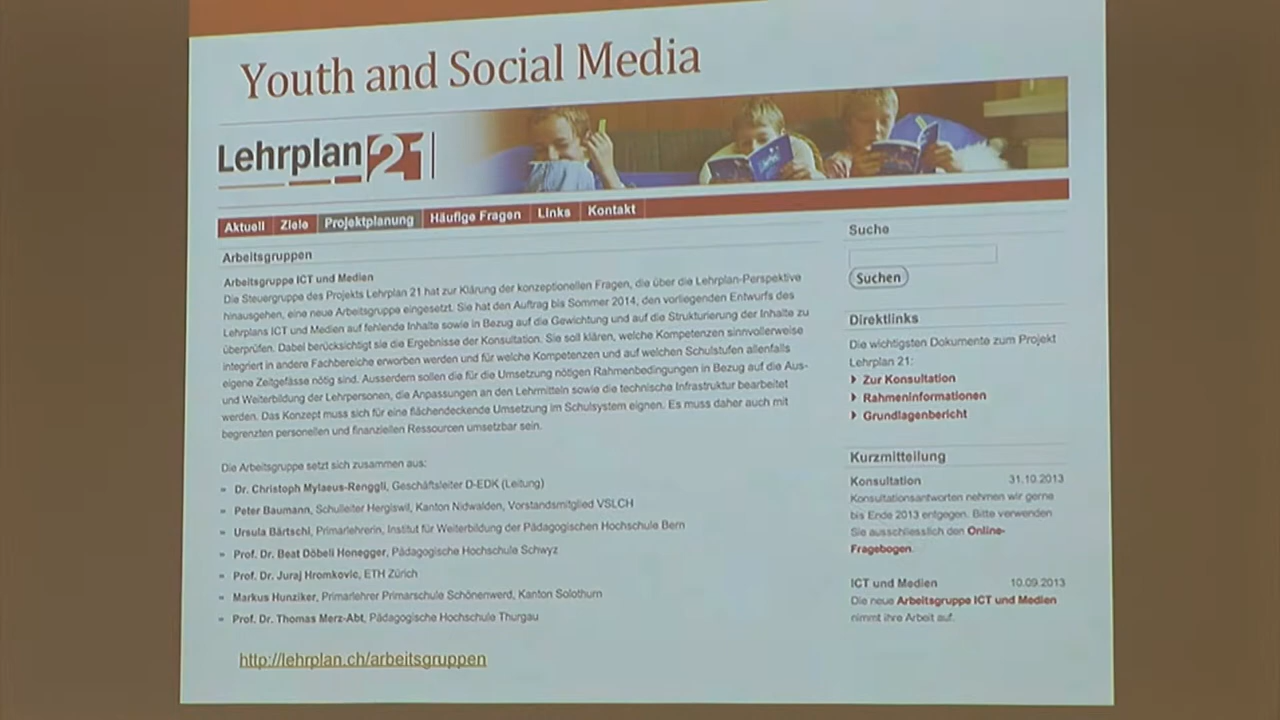 Youth and Social Media
Lehrplan 21
Aktuell Ziele Projektplanung Häufige Fragen Links Kontakt
Arbeitsgruppen
Arbeitsgruppe ICT und Medien
Die Steuergruppe des Projekts Lehrplan 21 hat zur Klärung der konzeptionellen Fragen, die über die Lehrplan-Perspektive
hinausgehen, eine neue Arbeitsgruppe eingesetzt. Sie hat den Auftrag bis Sommer 2014, den vorliegenden Entwurfs des
Lehrplans ICT und Medien auf fehlende Inhalte sowie in Bezug auf die Gewichtung und auf die Strukturierung der Inhalte zu
überprüfen. Dabei berücksichtigt sie die Ergebnisse der Konsultation. Sie soll klären, welche Kompetenzen sinnvollerweise
integriert in andere Fachbereiche erworben werden und für welche Kompetenzen und auf welchen Schulstufen allenfalls
eigene Zeitgefässe nötig sind. Ausserdem sollen die für die Umsetzung nötigen Rahmenbedingungen in Bezug auf die Aus-
und Weiterbildung der Lehrpersonen, die Anpassungen an den Lehrmitteln sowie die technische Infrastruktur bearbeitet
werden. Das Konzept muss sich für eine flächendeckende Umsetzung im Schulsystem eignen. Es muss daher auch mit
begrenzten personellen und finanziellen Ressourcen umsetzbar sein.
Die Arbeitsgruppe setzt sich zusammen aus:
Dr. Christoph Mylaeus-Renggli, Geschäftsleiter D-EDK (Leitung)
Peter Baumann, Schulleiter Hergiswil, Kanton Nidwalden, Vorstandsmitglied VSLCH
Ursula Bärtschi, Primarlehrerin, Institut für Weiterbildung der Pädagogischen Hochschule Bern
Prof. Dr. Beat Döbeli Honegger, Pädagogische Hochschule Schwyz
Prof. Dr. Juraj Hromkovic, ETH Zürich
Markus Hunziker, Primarlehrer Primarschule Schönenwerd, Kanton Solothurn
Prof. Dr. Thomas Merz-Abt, Pädagogische Hochschule Thurgau
http://lehrplan.ch/arbeitsgruppen
Suche
Suchen
Direktlinks
Die wichtigsten Dokumente zum Projekt
Lehrplan 21:
Zur Konsultation
Rahmeninformationen
Grundlagenbericht
Kurzmitteilung
Konsultation 31.10.2013
Konsultationsantworten nehmen wir gerne
bis Ende 2013 entgegen. Bitte verwenden
Sie ausschliesslich den Online-
Fragebogen.
ICT und Medien 10.09.2013
Die neue Arbeitsgruppe ICT und Medien
nimmt ihre Arbeit auf.